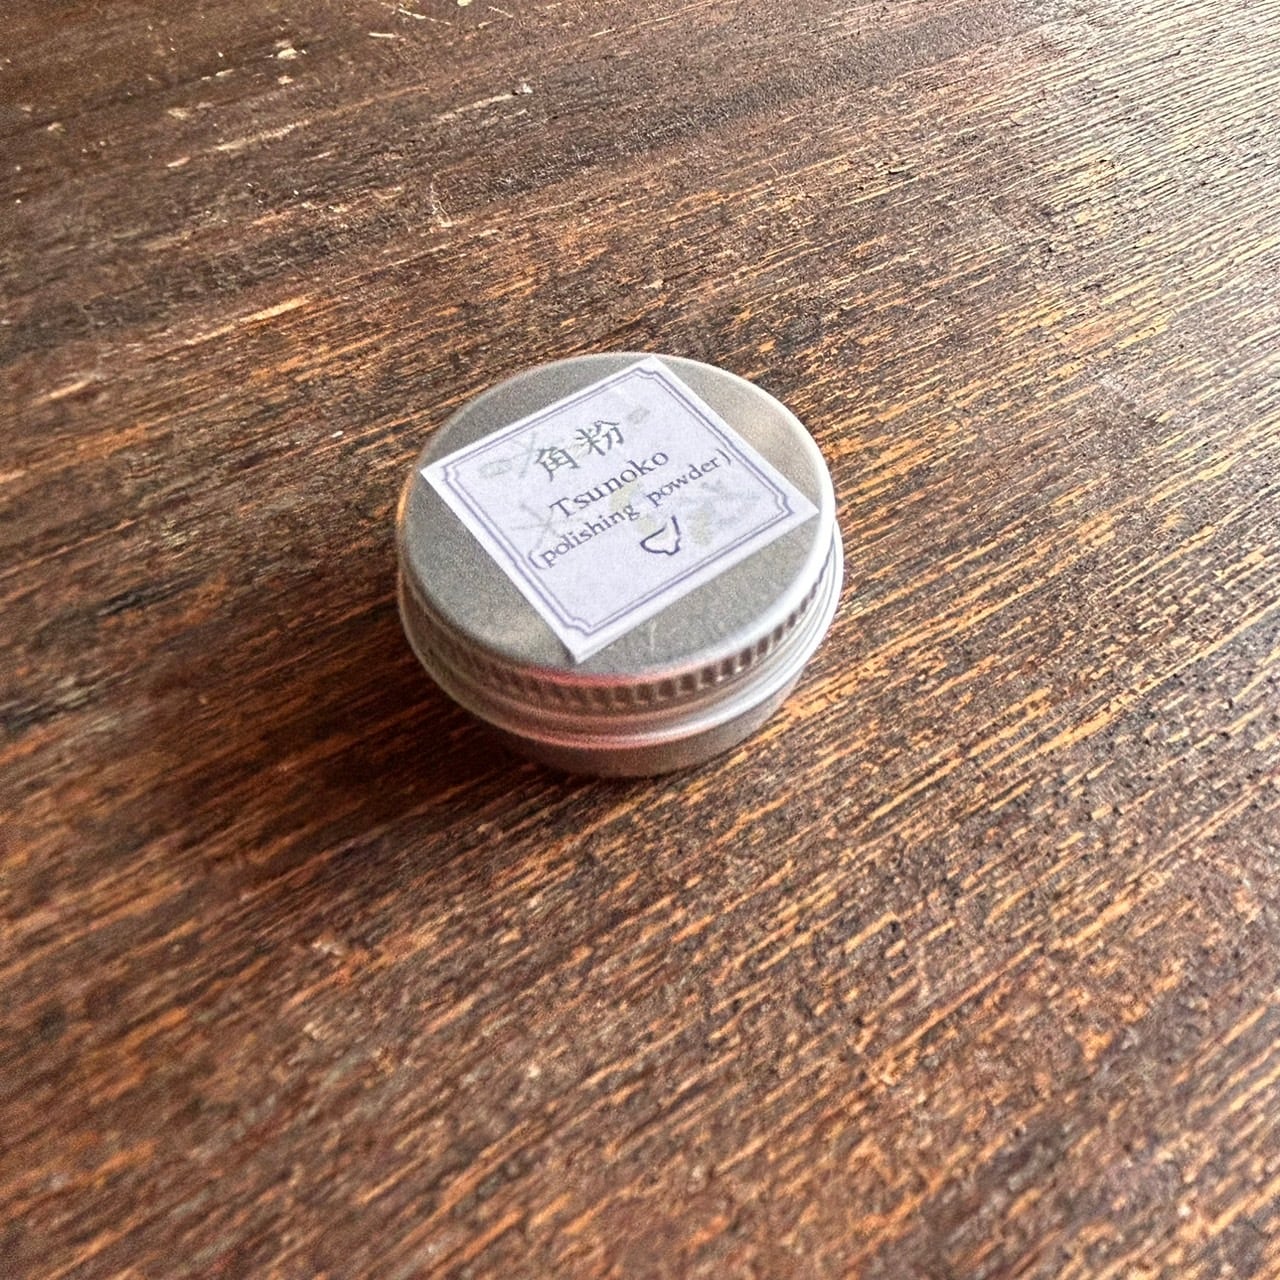 角粉
Tsunoko
(polishing powder)